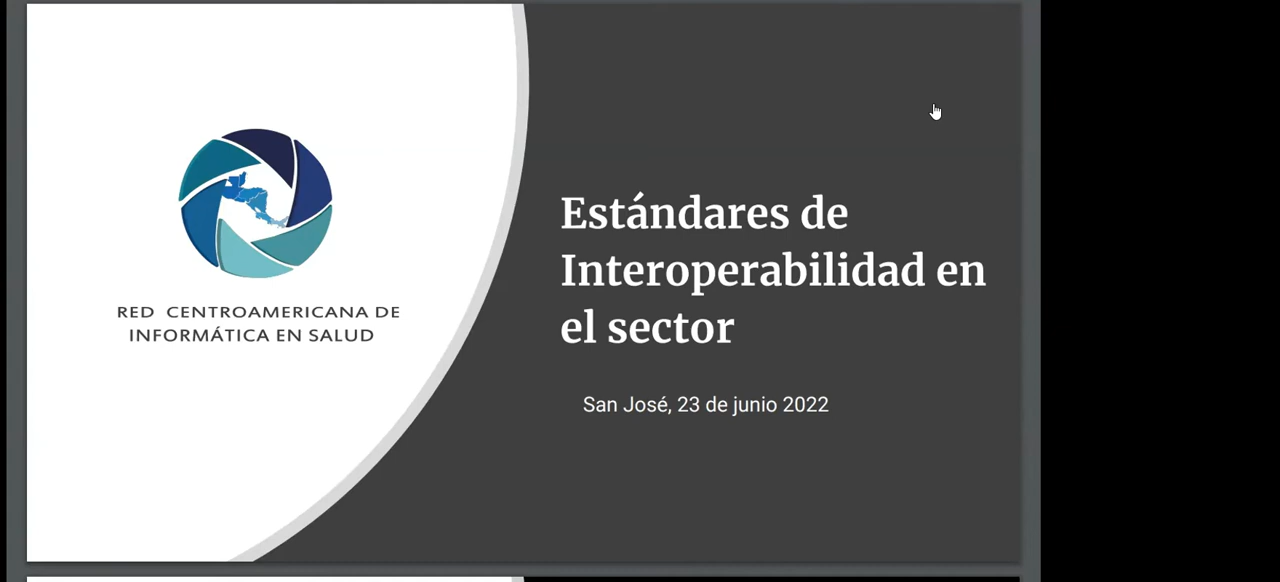 RED CENTROAMERICANA DE
INFORMÁTICA EN SALUD
Estándares de
Interoperabilidad en
el sector
San José, 23 de junio 2022